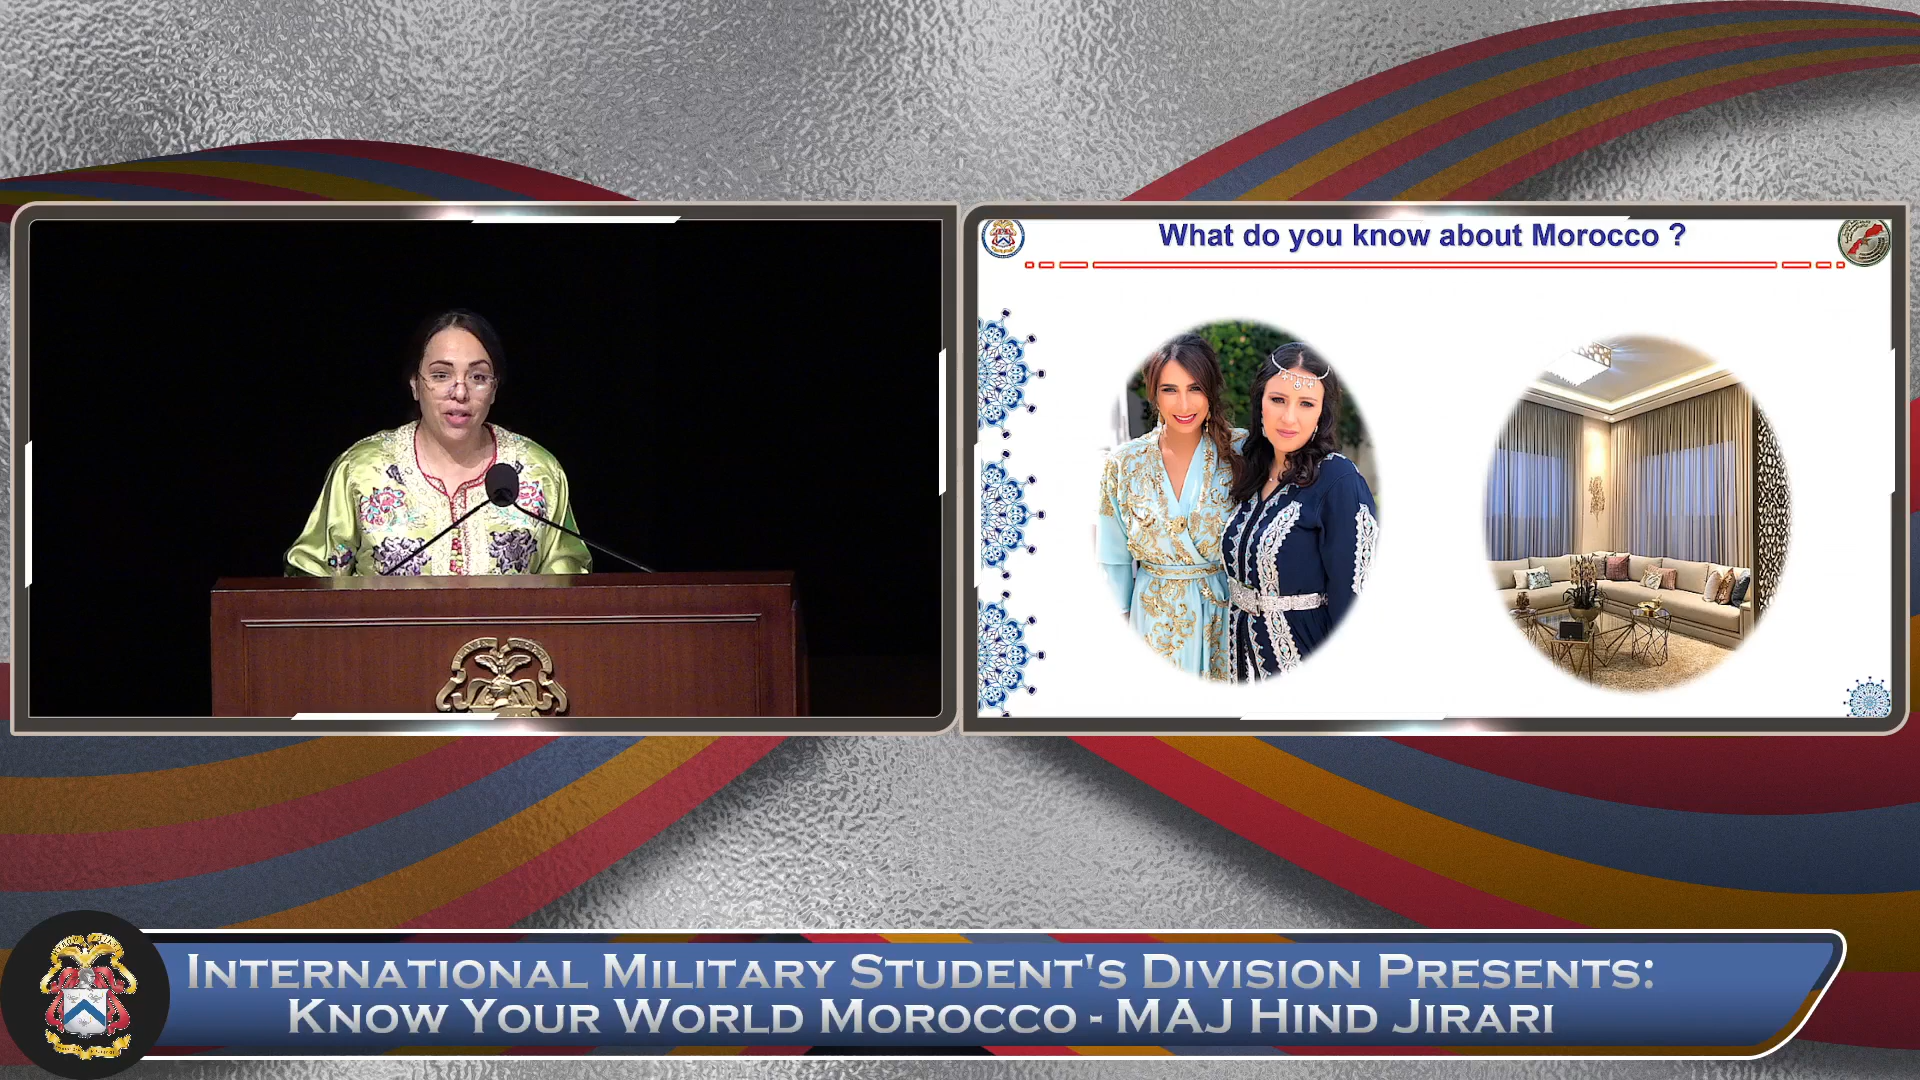 What do you know about Morocco ?
International Military Student's Division Presents:
Know Your World Morocco - MAJ Hind Jirari